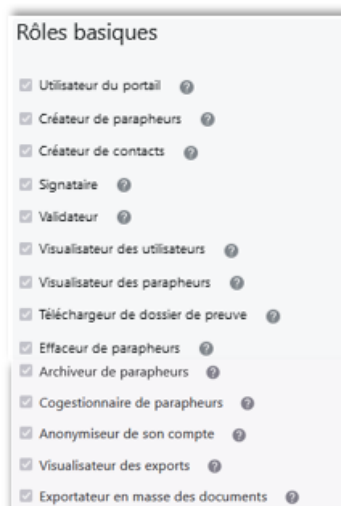 Rôles basiques
Utilisateur du portail
Créateur de parapheurs
Créateur de contacts
Signataire
Validateur
Visualisateur des utilisateurs
Visualisateur des parapheurs
Téléchargeur de dossier de preuve
Effaceur de parapheurs
Archiveur de parapheurs
Cogestionnaire de parapheurs
Anonymiseur de son compte
Visualisateur des exports
Exportateur en masse des documents